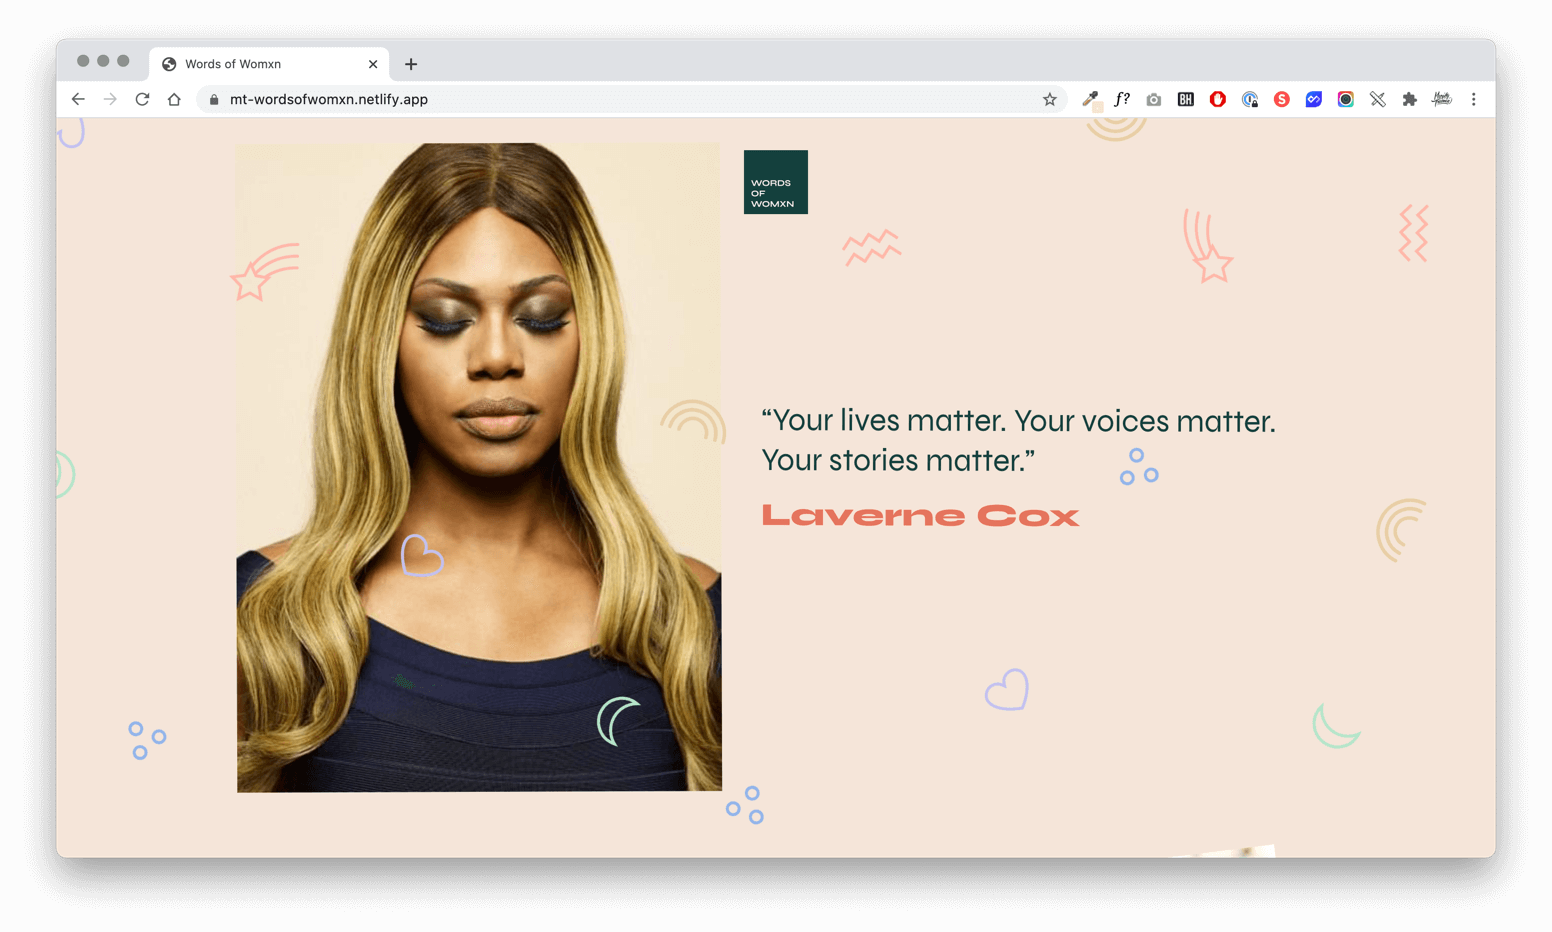 Words of Womxn
mt-wordsofwomxn.netlify.app
f?
BH
S
WORDS
OF
WOMXN
“Your lives matter. Your voices matter.
Your stories matter.”
Laverne Cox